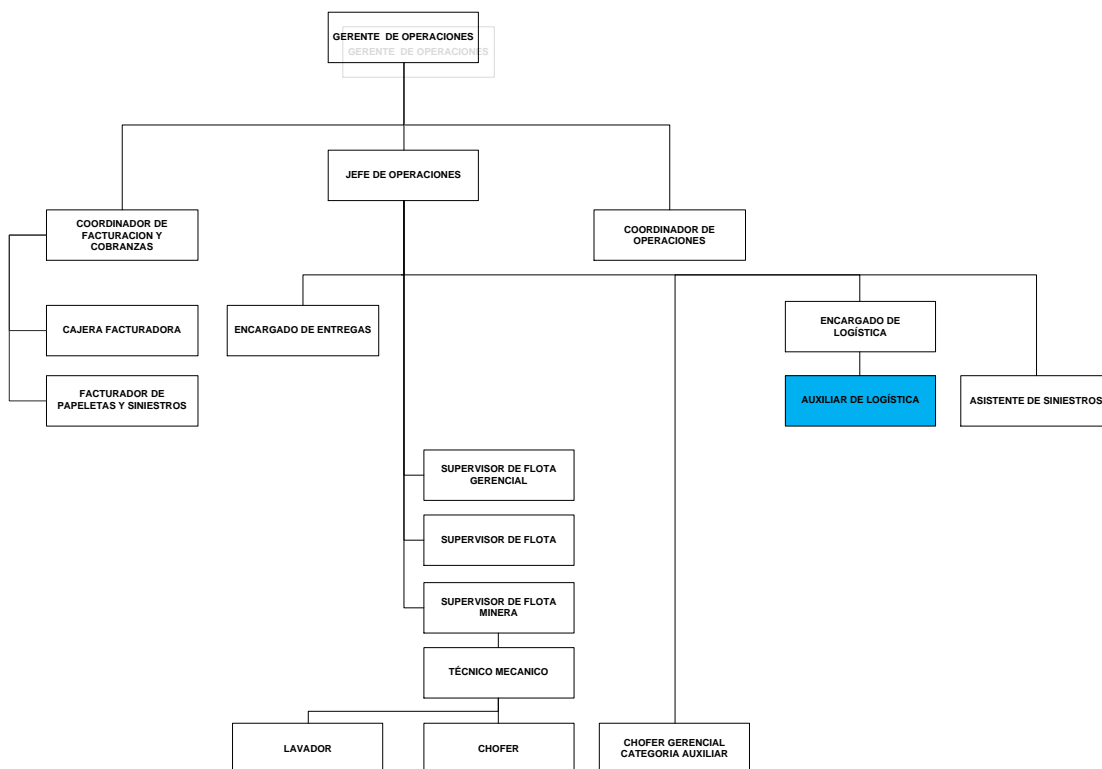 GERENTE DE OPERACIONES
GERENTE DE OPERACIONES
JEFE DE OPERACIONES
COORDINADOR DE
FACTURACION Y
COBRANZAS
COORDINADOR DE
OPERACIONES
CAJERA FACTURADORA
ENCARGADO DE ENTREGAS
ENCARGADO DE
LOGÍSTICA
FACTURADOR DE
PAPELETAS Y SINIESTROS
AUXILIAR DE LOGÍSTICA
ASISTENTE DE SINIESTROS
SUPERVISOR DE FLOTA
GERENCIAL
SUPERVISOR DE FLOTA
SUPERVISOR DE FLOTA
MINERA
TÉCNICO MECANICO
LAVADOR
CHOFER
CHOFER GERENCIAL
CATEGORIA AUXILIAR